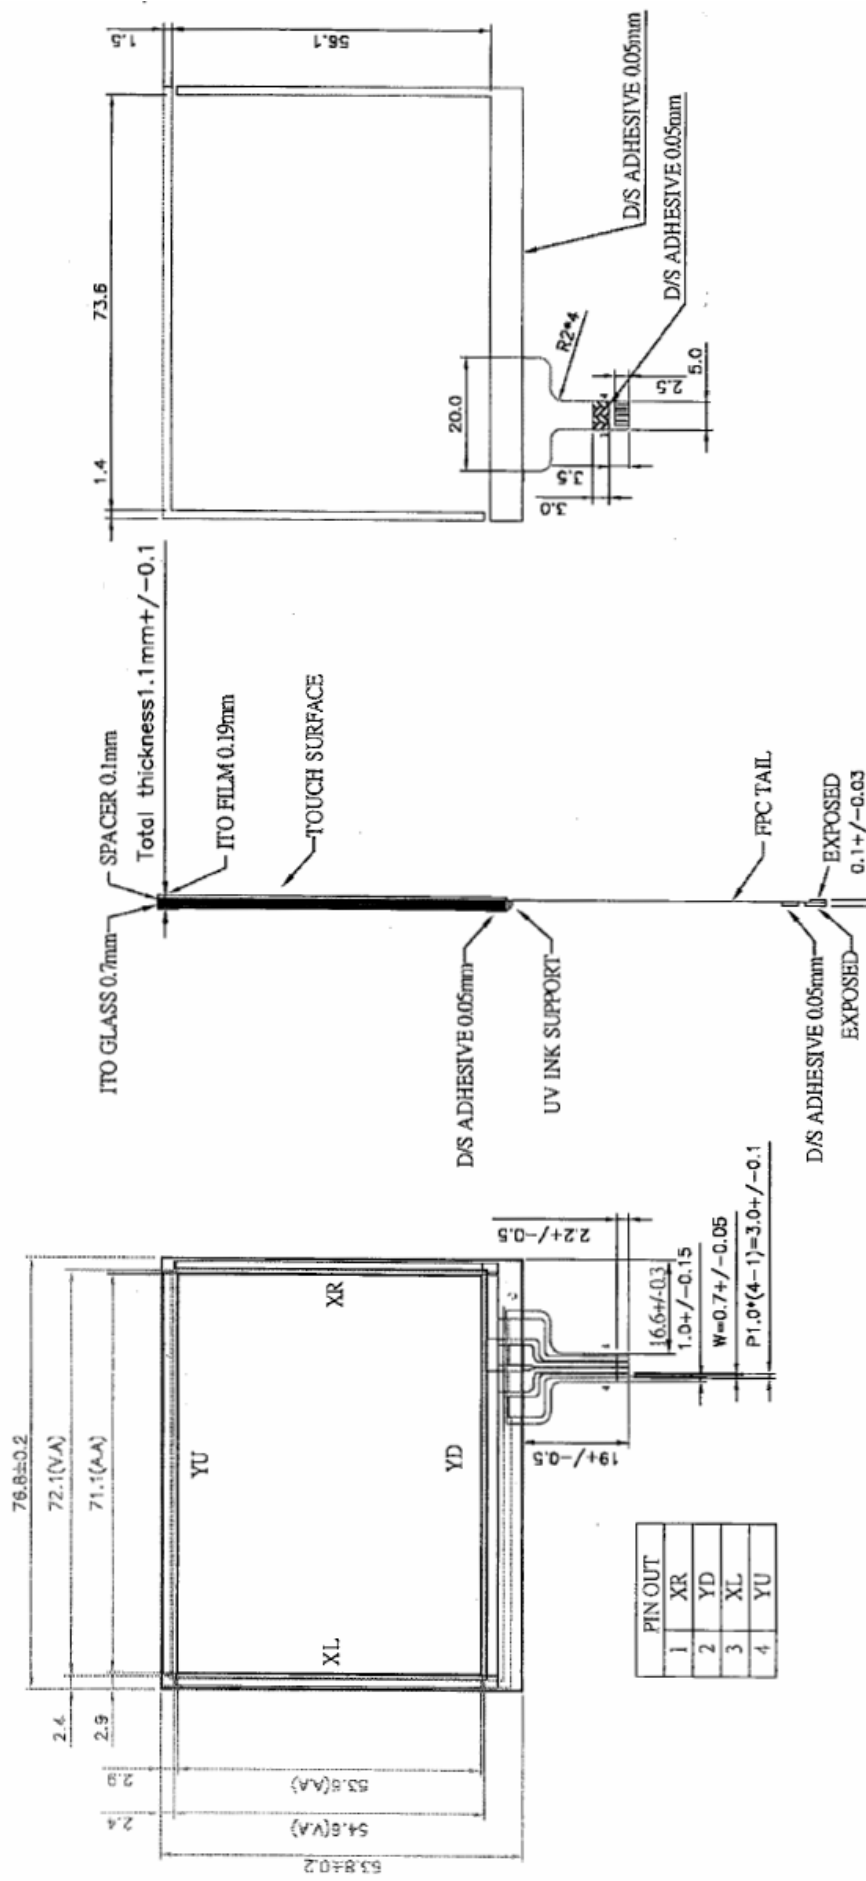 76.8±0.2
72.1(V.A)
71.1(A.A)
2.4
2.9
2.9
53.6(A.A)
2.4
54.6(V.A)
63.8±0.2
YU
XL
XR
YD
2.2+/-0.5
19+/-0.5
16.6+/-0.3
1.0+/-0.15
W=0.7+/-0.05
P1.0*(4-1)=3.0+/-0.1
PIN OUT
1 XR
2 YD
3 XL
4 YU
ITO GLASS 0.7mm
SPACER 0.1mm
Total thickness1.1mm+/-0.1
ITO FILM 0.19mm
TOUCH SURFACE
D/S ADHESIVE 0.05mm
UV INK SUPPORT
FPC TAIL
D/S ADHESIVE 0.05mm
EXPOSED
EXPOSED
0.1+/-0.03
1.4
73.6
1.5
56.1
20.0
R2*4
3.5
3.0
2.5
5.0
D/S ADHESIVE 0.05mm
D/S ADHESIVE 0.05mm